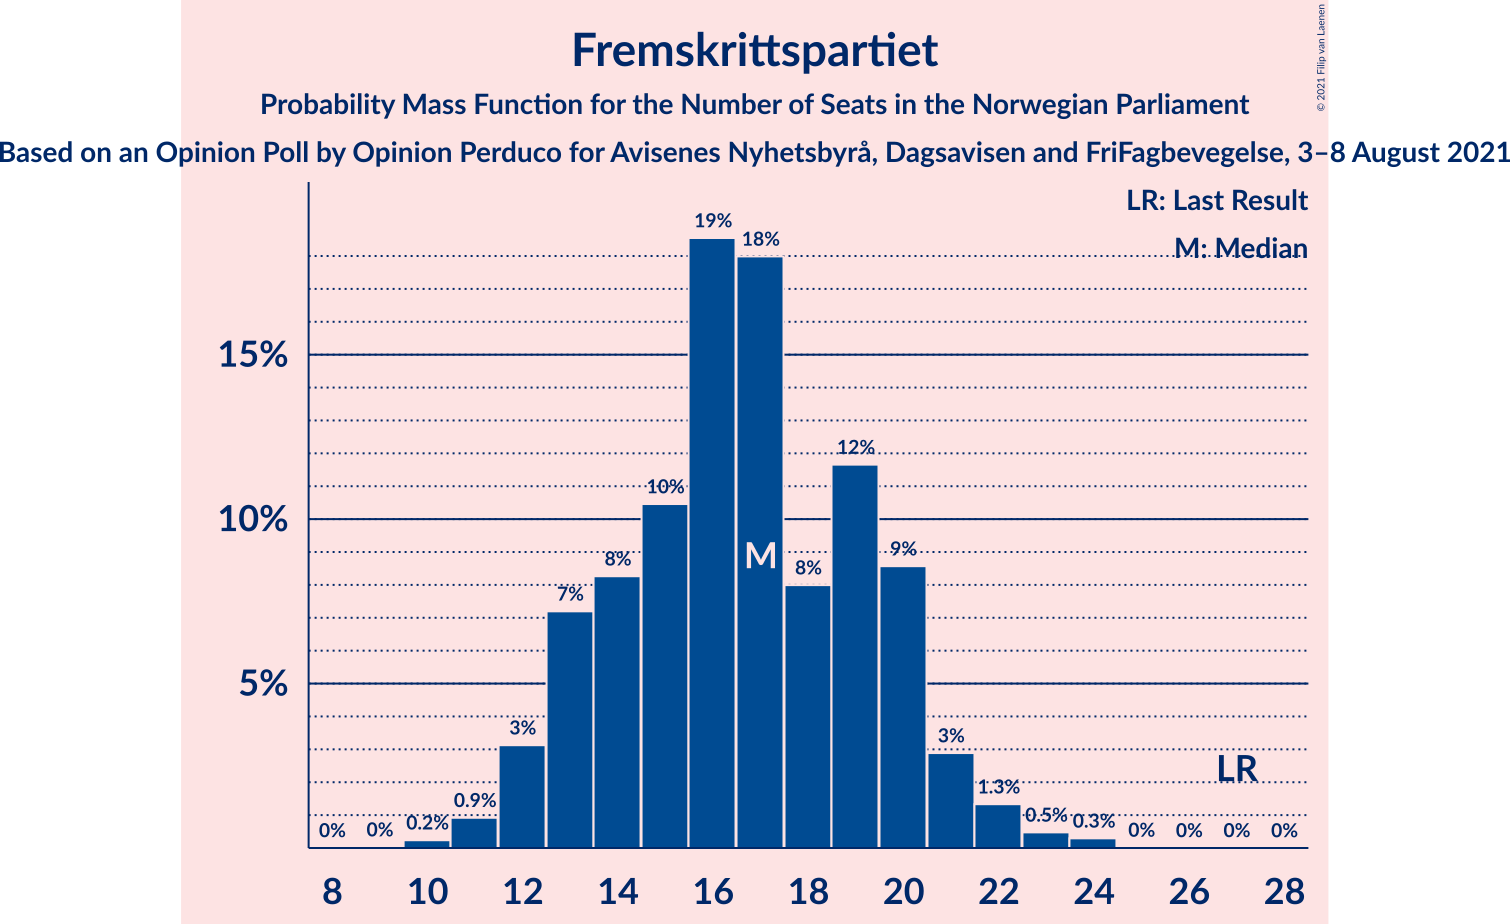 Fremskrittspartiet
Probability Mass Function for the Number of Seats in the Norwegian Parliament
Based on an Opinion Poll by Opinion Perduco for Avisenes Nyhetsbyrå, Dagsavisen and FriFagbevegelse, 3–8 August 2021
© 2021 Filip van Laenen
LR: Last Result
M: Median
15%
10%
5%
0%
0%
0.2%
0.9%
3%
7%
8%
10%
19%
18%
8%
12%
9%
3%
1.3%
0.5%
0.3%
0%
0%
0%
0%
M
LR
8 10 12 14 16 18 20 22 24 26 28